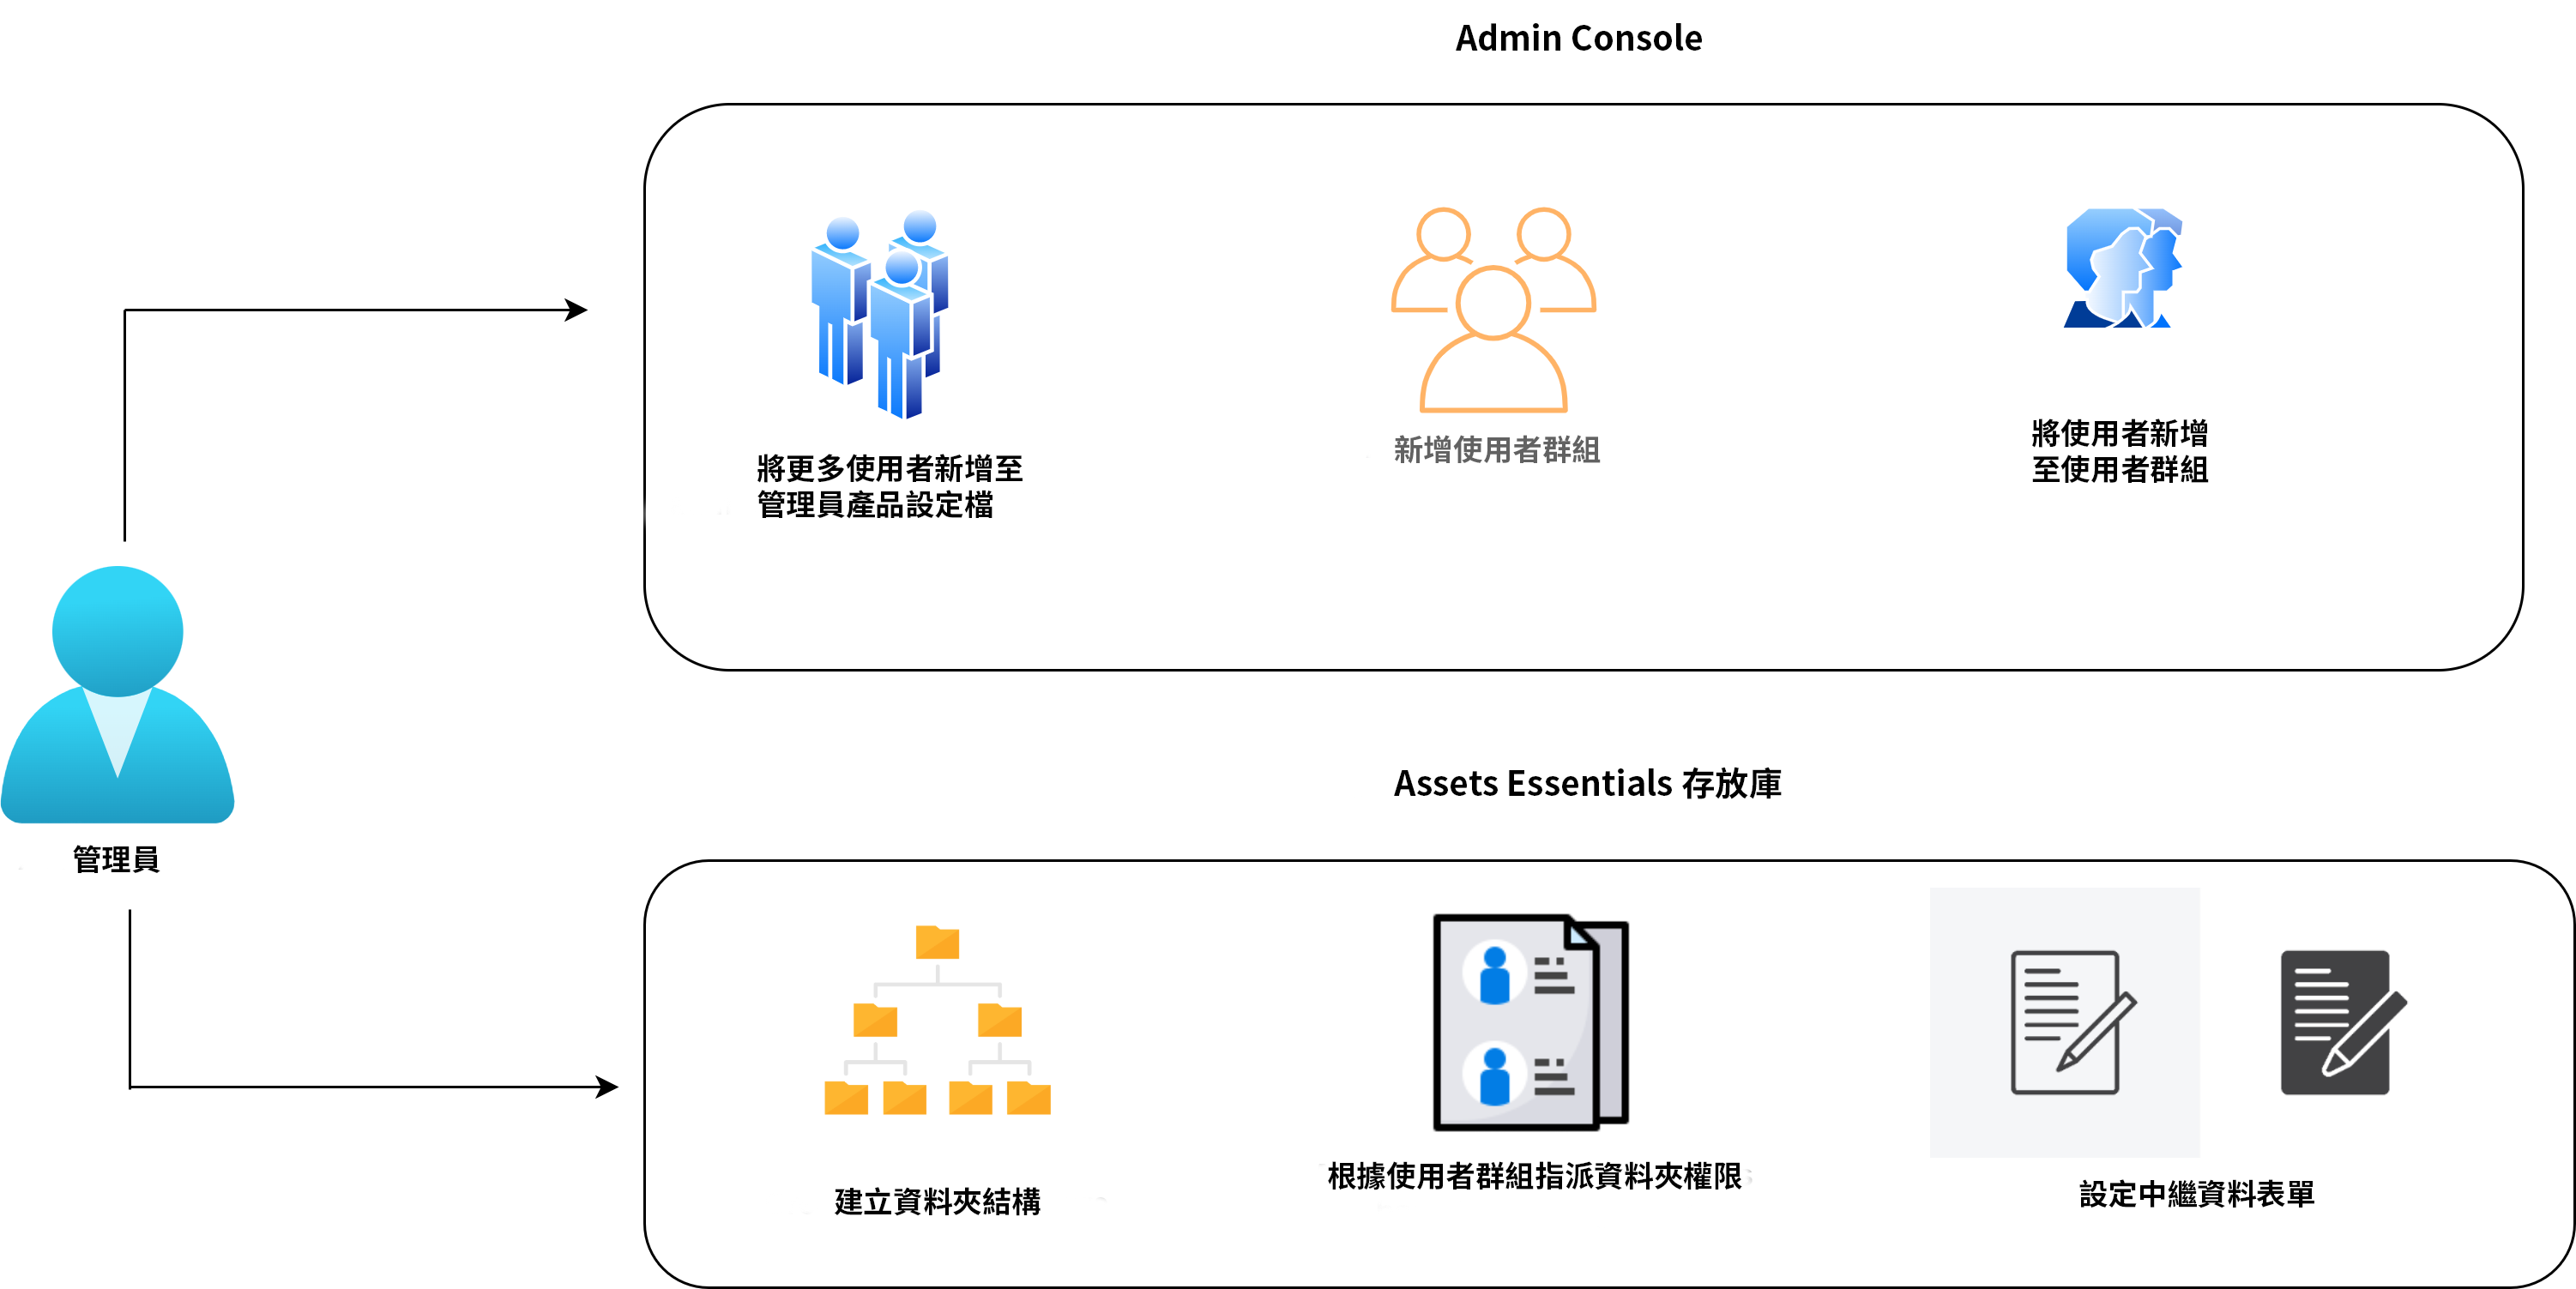 Admin Console
將更多使用者新增至
管理員產品設定檔
新增使用者群組
將使用者新增
至使用者群組
管理員
Assets Essentials 存放庫
建立資料夾結構
根據使用者群組指派資料夾權限
設定中繼資料表單